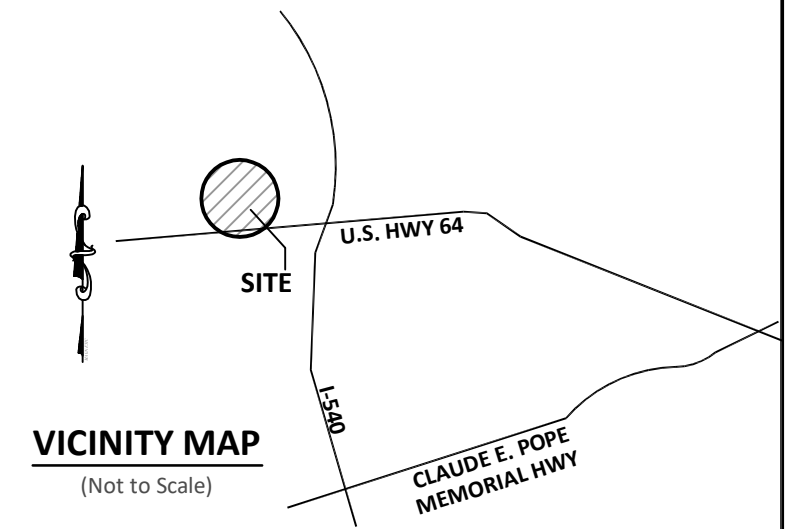 U.S. HWY 64
SITE
I-540
VICINITY MAP
(Not to Scale)
CLAUDE E. POPE
MEMORIAL HWY